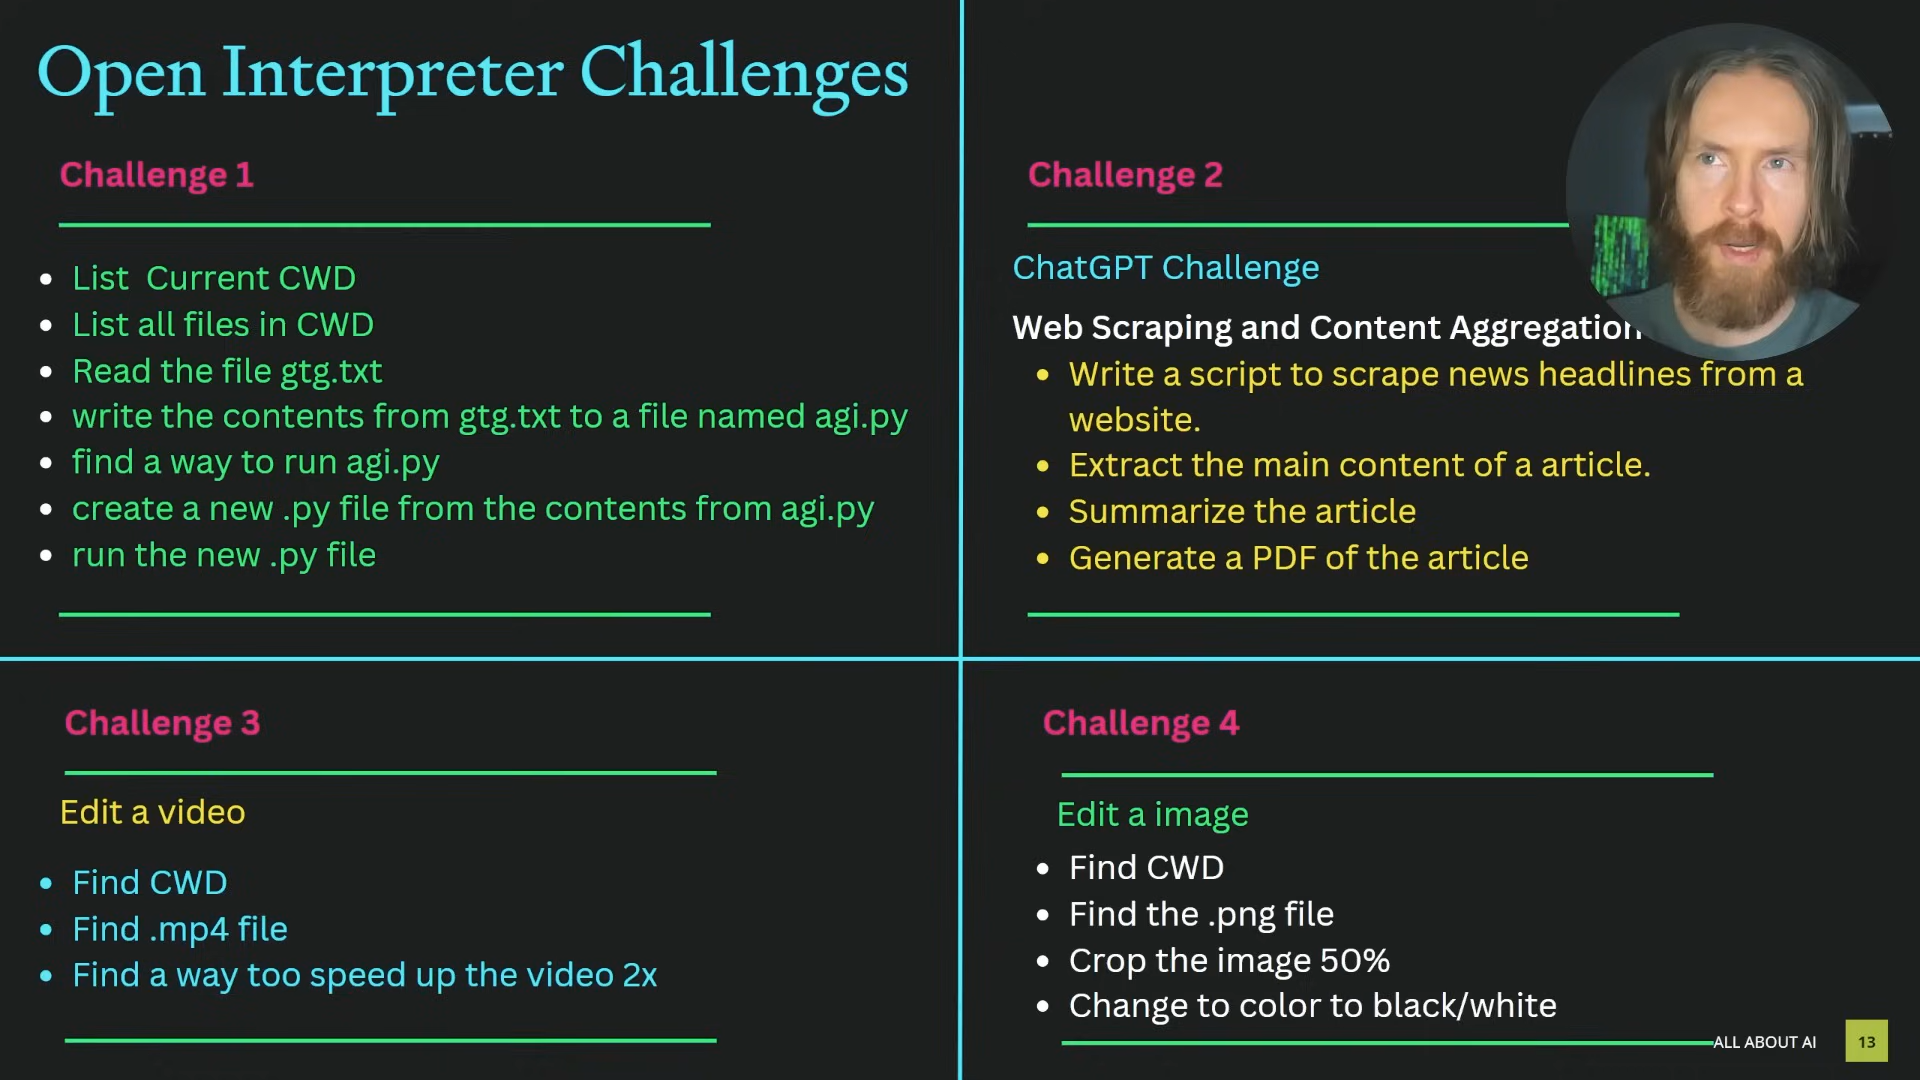 Open Interpreter Challenges
Challenge 1
List  Current CWD
List all files in CWD
Read the file gtg.txt
write the contents from gtg.txt to a file named agi.py
find a way to run agi.py
create a new .py file from the contents from agi.py
run the new .py file
Challenge 2
ChatGPT Challenge
Web Scraping and Content Aggregation
Write a script to scrape news headlines from a
website.
Extract the main content of a article.
Summarize the article
Generate a PDF of the article
Challenge 3
Edit a video
Find CWD
Find .mp4 file
Find a way too speed up the video 2x
Challenge 4
Edit a image
Find CWD
Find the .png file
Crop the image 50%
Change to color to black/white
ALL ABOUT AI
13